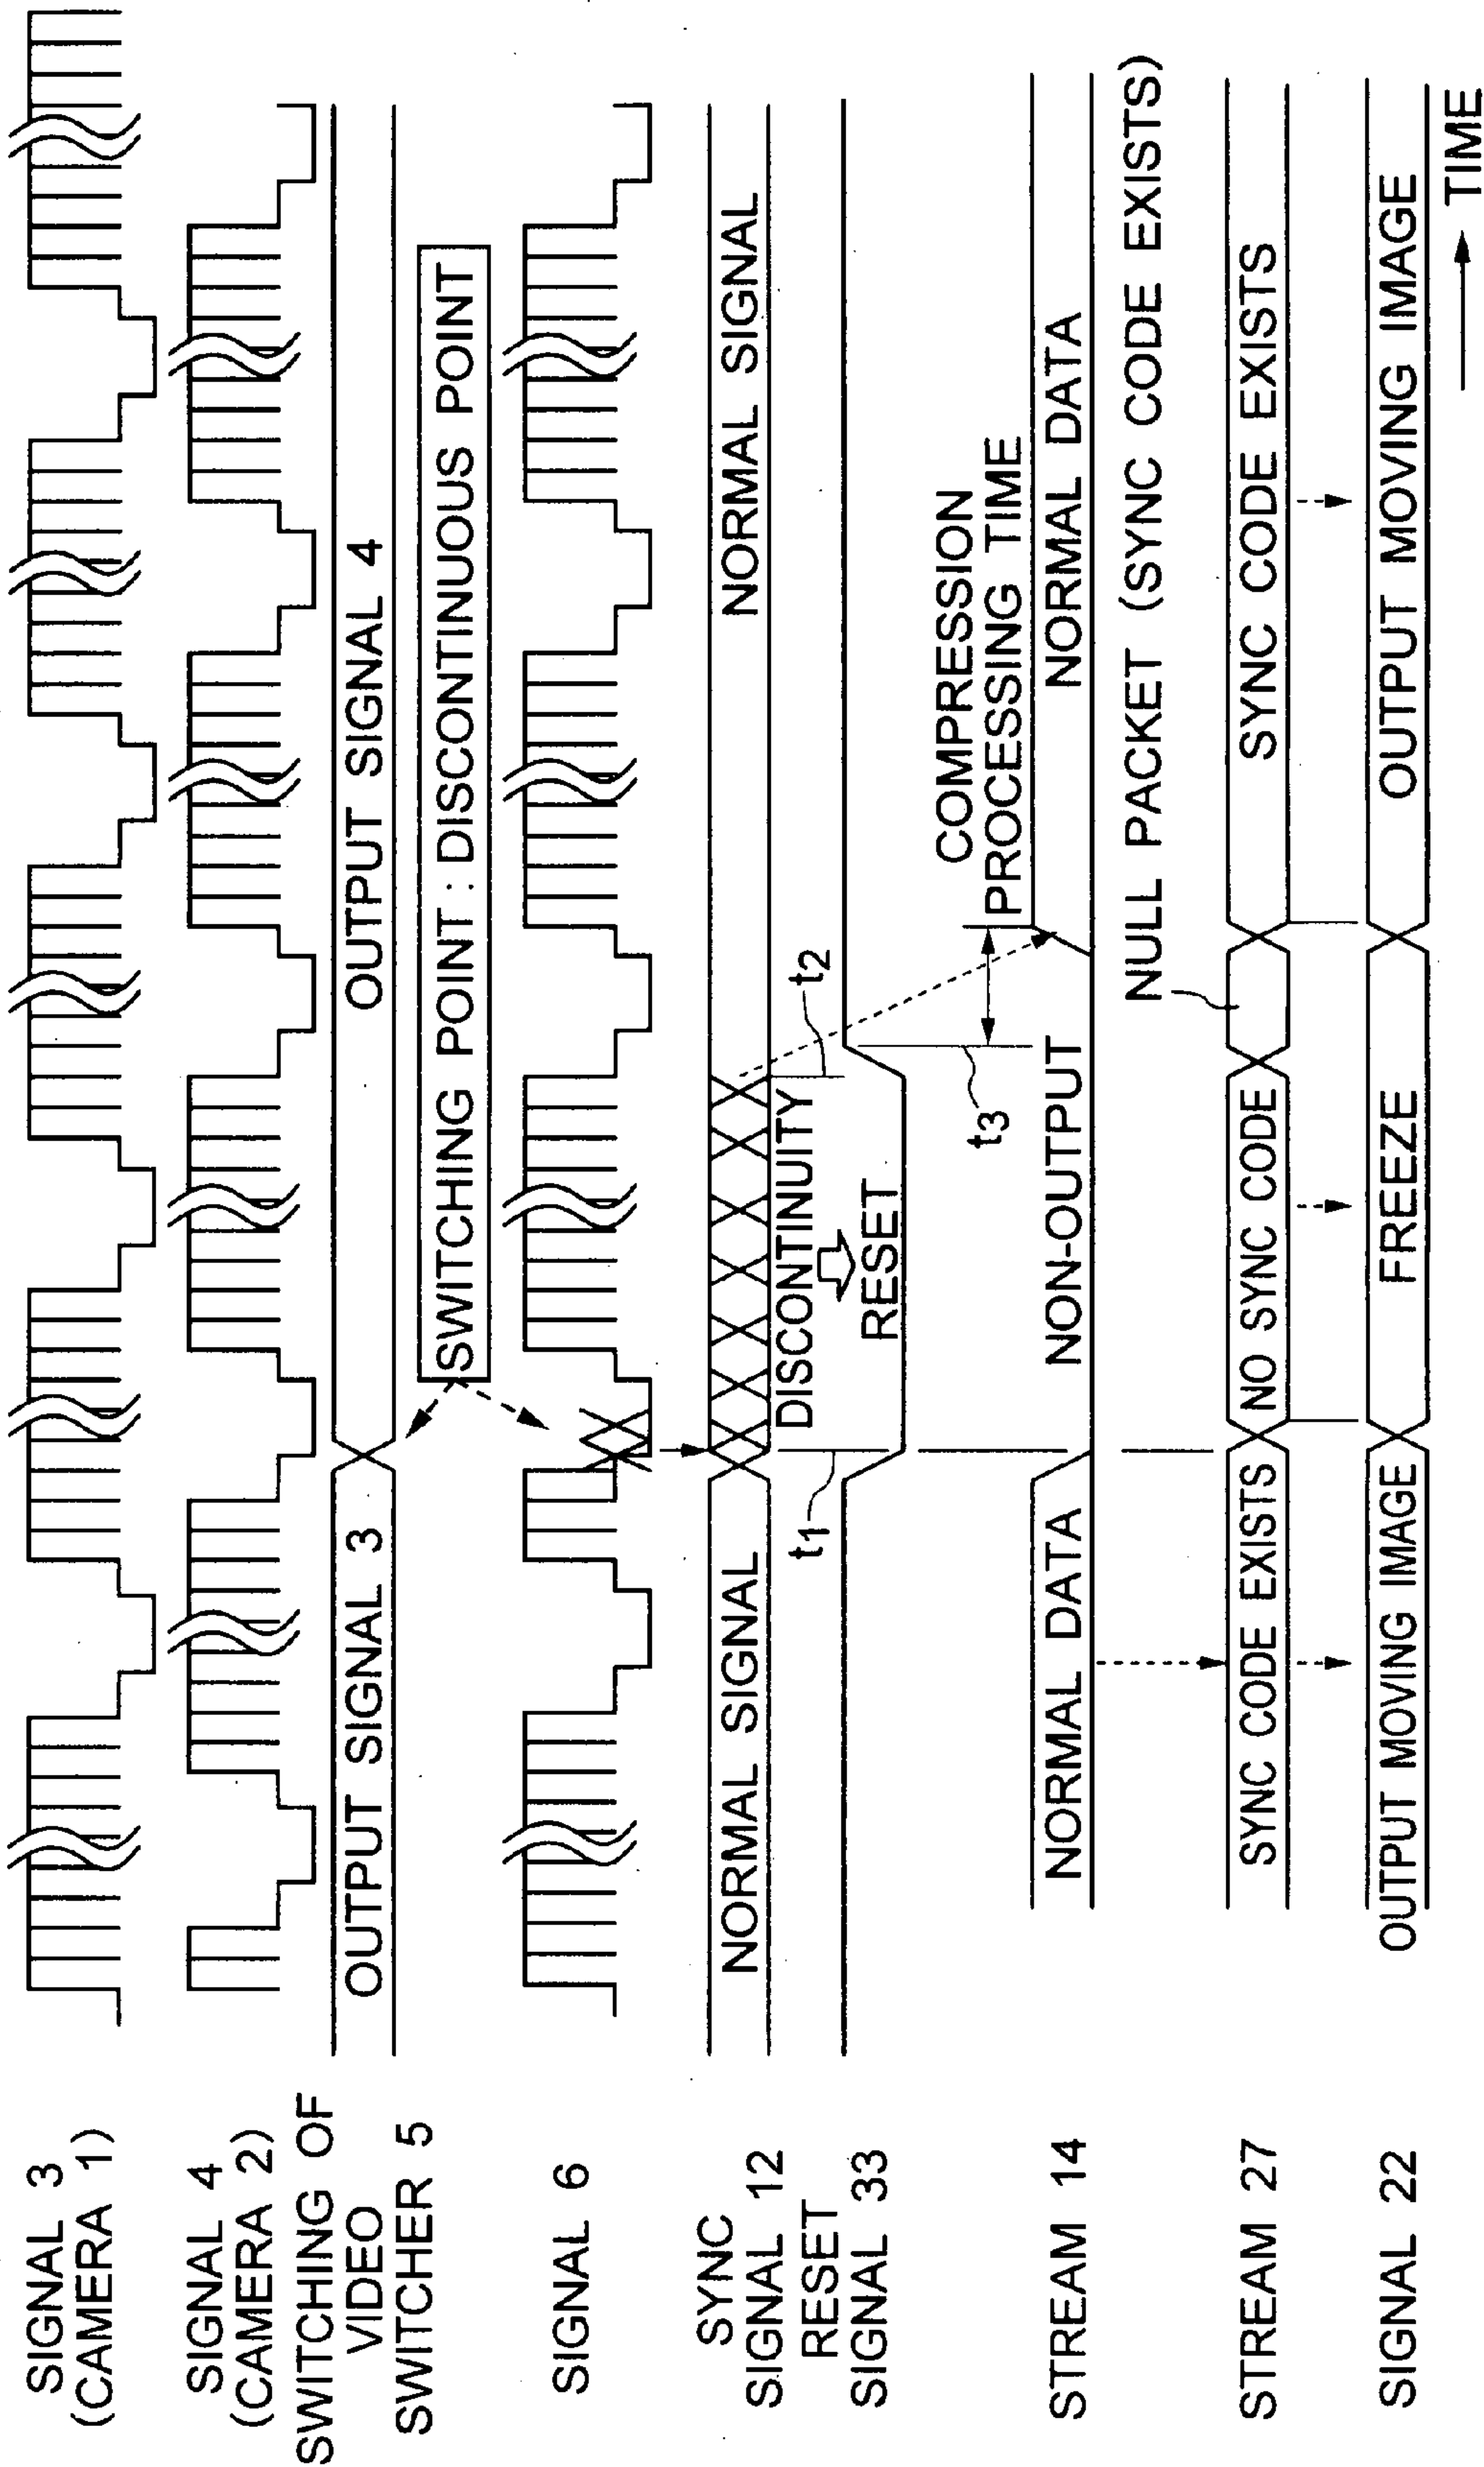 SIGNAL 3
(CAMERA 1)
SIGNAL 4
(CAMERA 2)
SWITCHING OF
VIDEO
SWITCHER 5
OUTPUT SIGNAL 3
OUTPUT SIGNAL 4
SWITCHING POINT : DISCONTINUOUS POINT
SIGNAL 6
SYNC
SIGNAL 12
NORMAL SIGNAL
NORMAL SIGNAL
DISCONTINUITY
t1
t2
RESET
SIGNAL 33
RESET
t3
COMPRESSION
PROCESSING TIME
STREAM 14
NORMAL DATA
NON-OUTPUT
NORMAL DATA
NULL PACKET (SYNC CODE EXISTS)
STREAM 27
SYNC CODE EXISTS
NO SYNC CODE
SYNC CODE EXISTS
SIGNAL 22
OUTPUT MOVING IMAGE
FREEZE
OUTPUT MOVING IMAGE
TIME